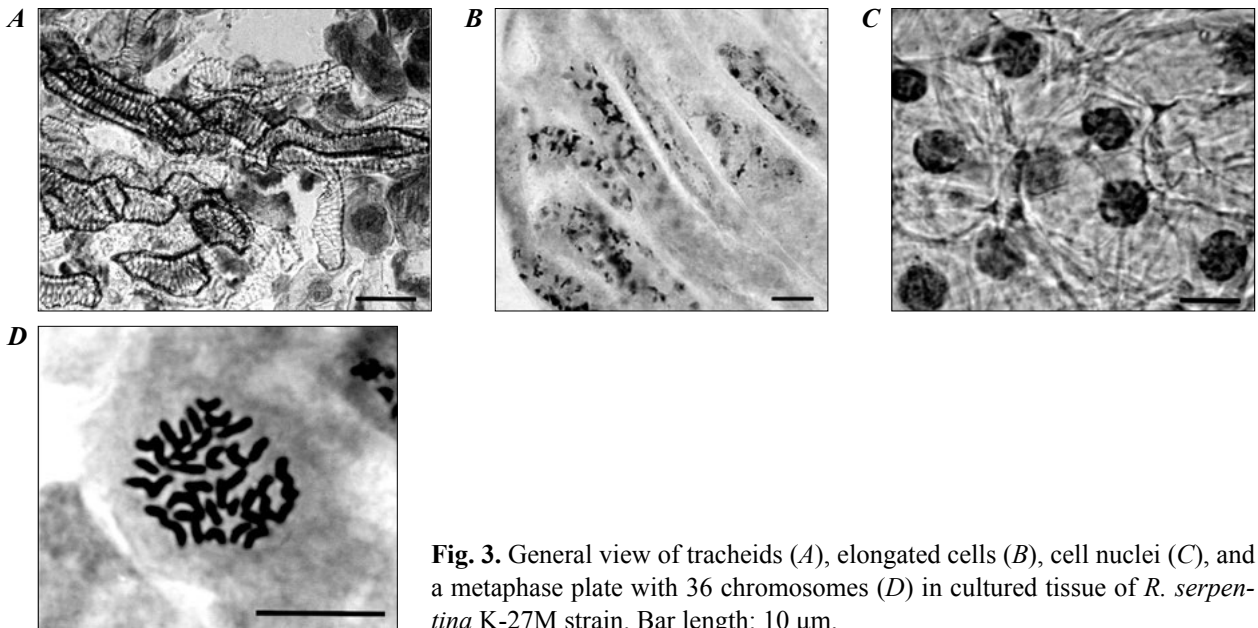 A
B
C
D
Fig. 3. General view of tracheids (A), elongated cells (B), cell nuclei (C), and
a metaphase plate with 36 chromosomes (D) in cultured tissue of R. serpen-
tina K-27M strain. Bar length: 10 μm.